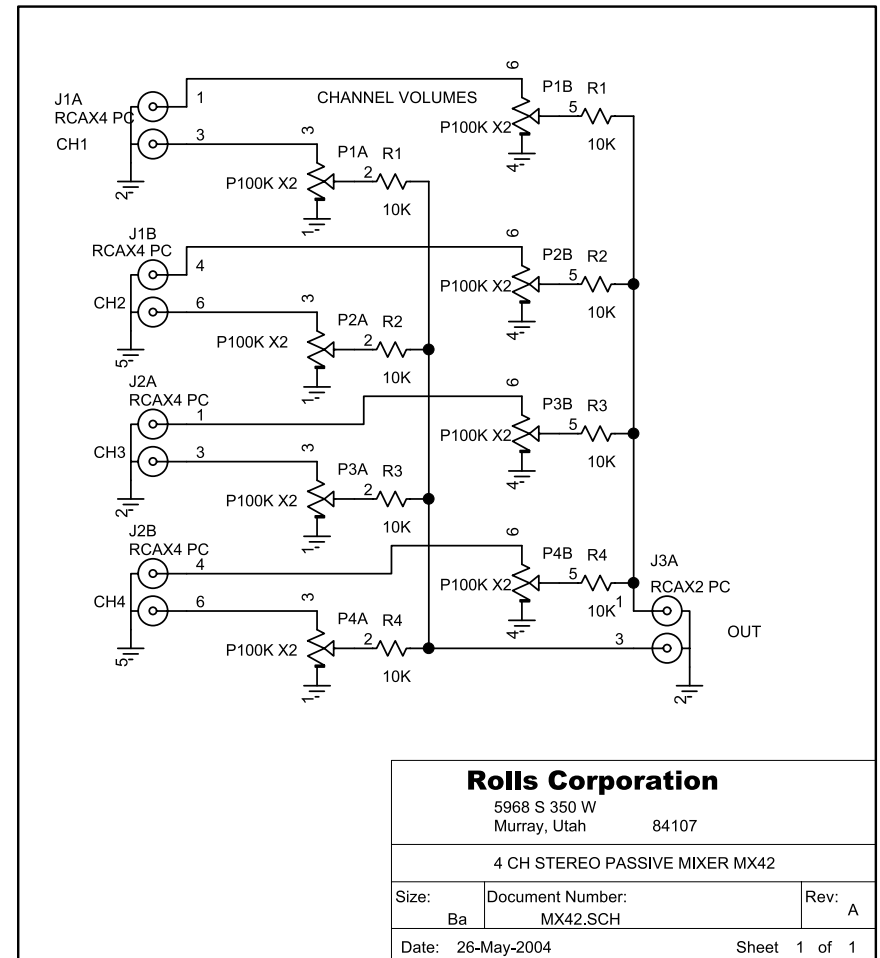 6
J1A
RCAX4 PC
1
CHANNEL VOLUMES
P1B R1
5
P100K X2
10K
4
CH1
3
3
P1A R1
P100K X2
2
10K
2
1
J1B
RCAX4 PC
4
6
P2B R2
5
P100K X2
10K
4
CH2
6
3
P2A R2
P100K X2
2
10K
5
1
J2A
RCAX4 PC
1
6
P3B R3
5
P100K X2
10K
4
CH3
3
3
P3A R3
P100K X2
2
10K
2
1
J2B
RCAX4 PC
4
6
P4B R4
5
P100K X2
10K
4
J3A
RCAX2 PC
1
OUT
3
2
CH4
6
3
P4A R4
P100K X2
2
10K
5
1
Rolls Corporation
5968 S 350 W
Murray, Utah 84107
4 CH STEREO PASSIVE MIXER MX42
Size: Document Number: Rev:
Ba MX42.SCH A
Date: 26-May-2004 Sheet 1 of 1